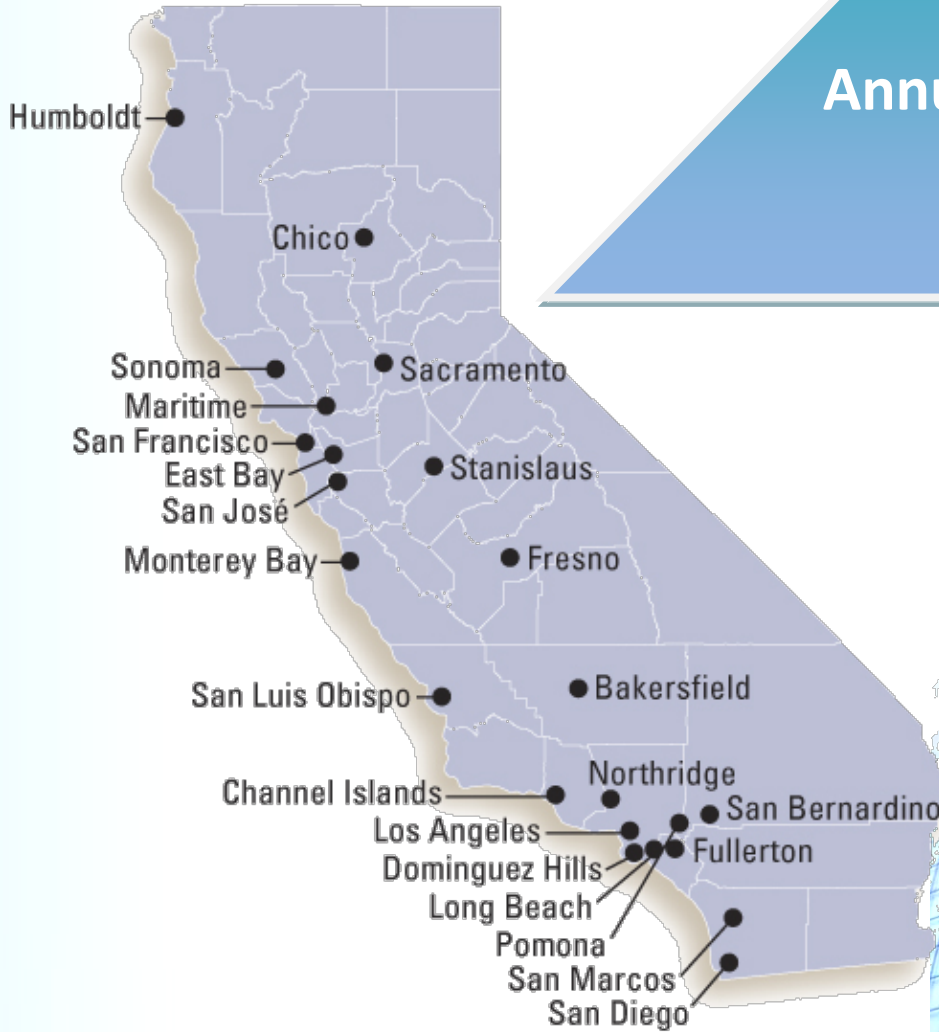 Annu
Humboldt
Chico
Sonoma
Sacramento
Maritime
San Francisco
East Bay
Stanislaus
San José
Monterey Bay
Fresno
San Luis Obispo
Bakersfield
Northridge
Channel Islands
San Bernardino
Los Angeles
Dominguez Hills
Fullerton
Long Beach
Pomona
San Marcos
San Diego